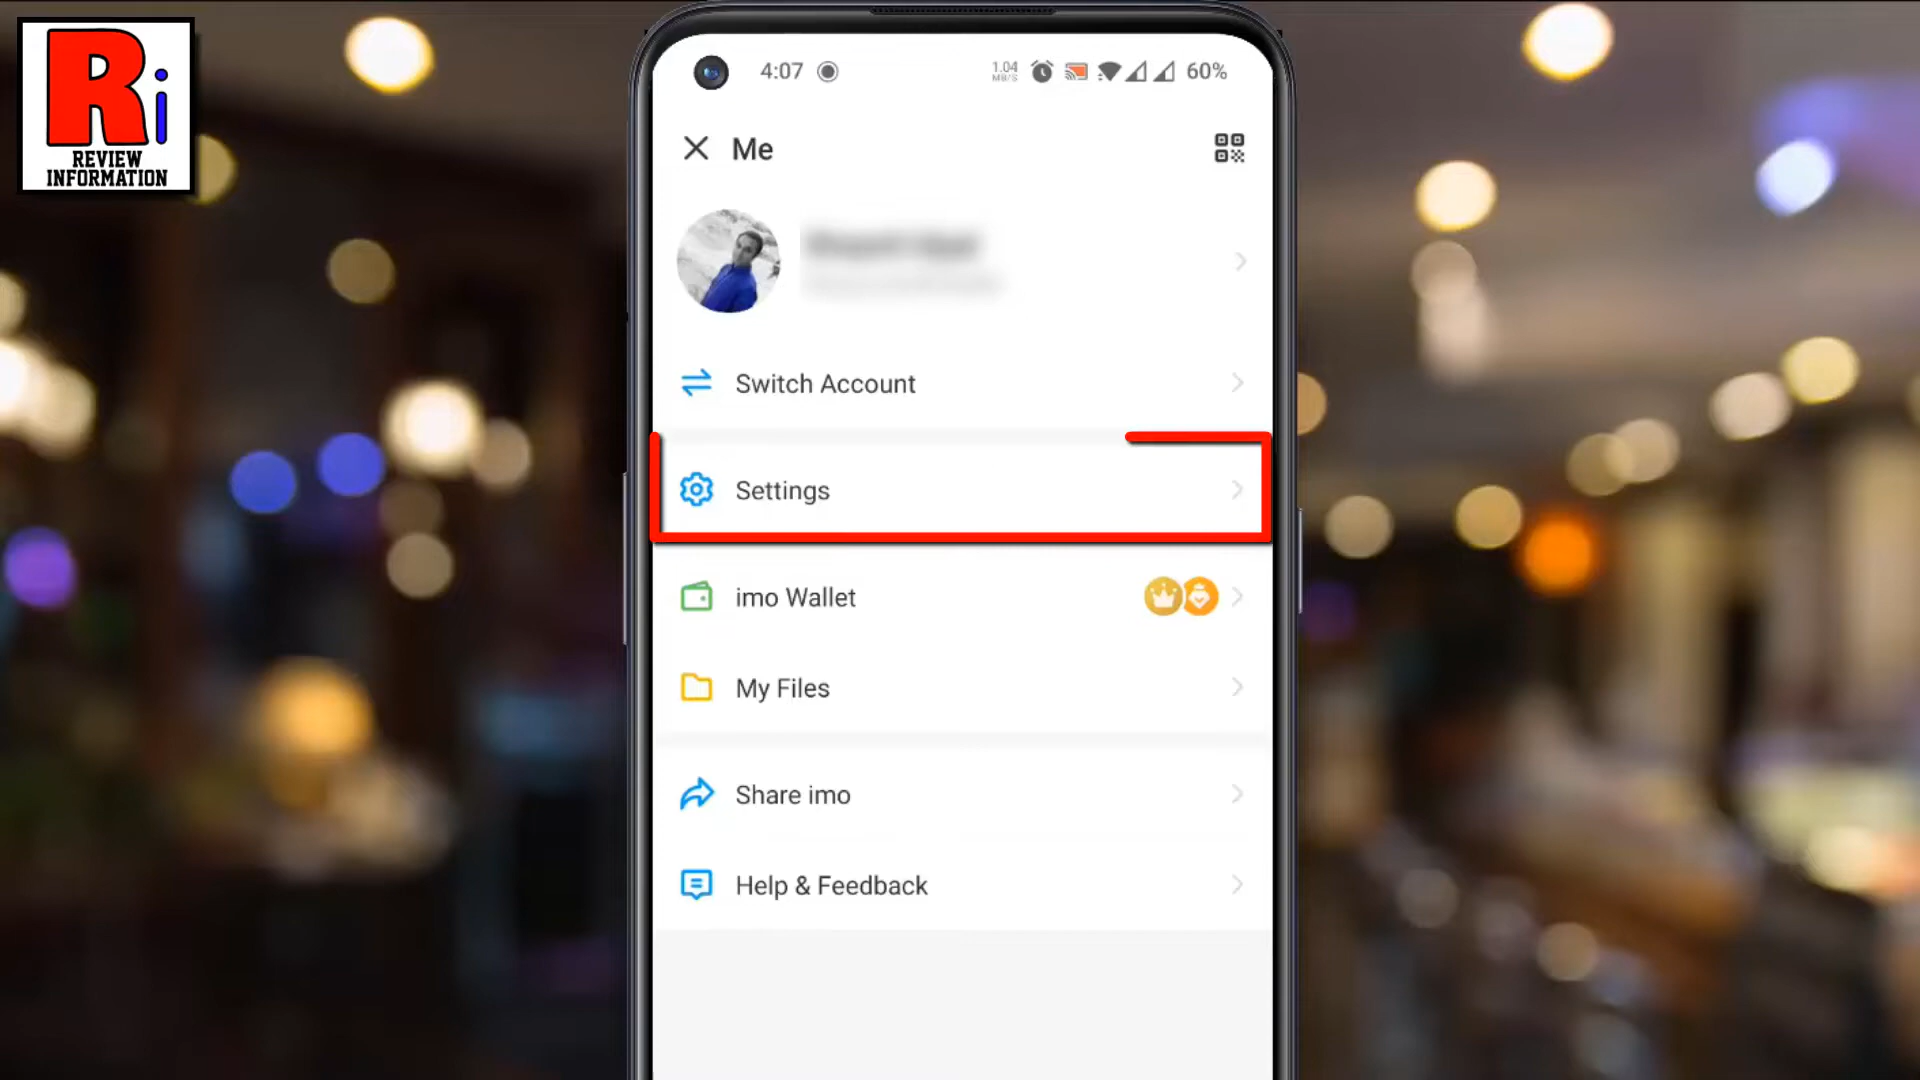 Ri
REVIEW
INFORMATION
4:07
1.04
MB/S
60%
Me
Switch Account
Settings
imo Wallet
My Files
Share imo
Help & Feedback